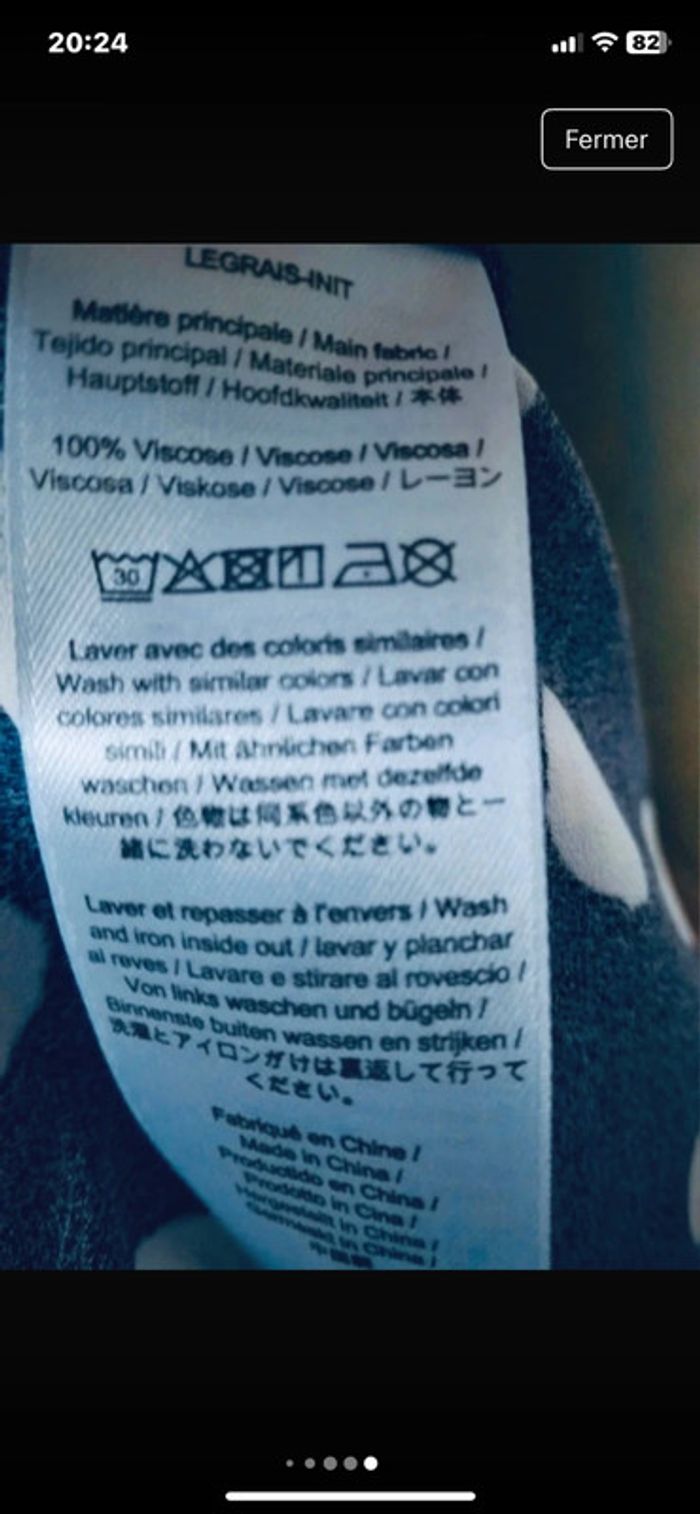 20:24
82
Fermer
LEGRAIS-INIT
Matière principale / Main fabric /
Tejido principal / Materiale principale /
Hauptstoff / Hoofdkwaliteit / 本体
100% Viscose / Viscose / Viscosa /
Viscosa / Viskose / Viscose / レーヨン
30
Laver avec des coloris similaires /
Wash with similar colors / Lavar con
colores similares / Lavare con colori
simili / Mit ähnlichen Farben
waschen / Wassen met dezelfde
kleuren / 色物は同系色以外の物と一
緒に洗わないでください。
Laver et repasser à l'envers / Wash
and iron inside out / lavar y planchar
al reves / Lavare e stirare al rovescio /
Von links waschen und bügeln /
Binnenste buiten wassen en strijken /
洗濯とアイロンがけは裏返して行って
ください。
Fabriqué en Chine /
Made in China /
Producido en China /
Prodotto in Cina /
Hergestellt in China /
in China /